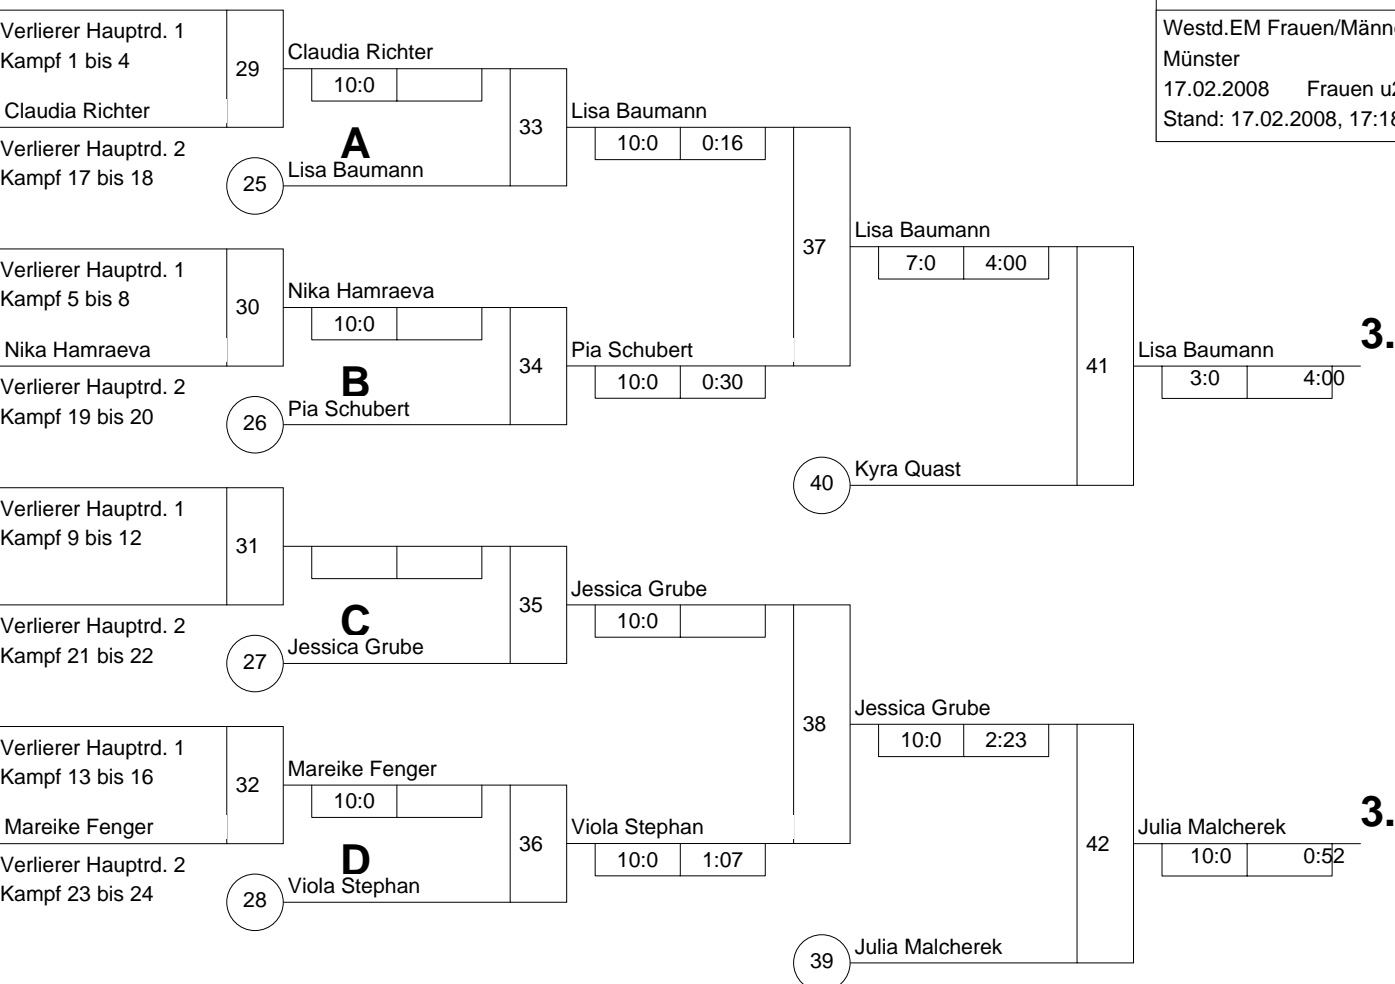 Westd.EM Frauen/Männe
Münster
17.02.2008 Frauen u2
Stand: 17.02.2008, 17:18
Verlierer Hauptrd. 1
Kampf 1 bis 4
29
Claudia Richter
10:0
Claudia Richter
33
Lisa Baumann
10:0 0:16
Verlierer Hauptrd. 2
Kampf 17 bis 18
A
25
Lisa Baumann
37
Lisa Baumann
7:0 4:00
Verlierer Hauptrd. 1
Kampf 5 bis 8
30
Nika Hamraeva
10:0
Nika Hamraeva
34
Pia Schubert
10:0 0:30
Verlierer Hauptrd. 2
Kampf 19 bis 20
B
26
Pia Schubert
41
Lisa Baumann
3:0 4:00
3.
40
Kyra Quast
Verlierer Hauptrd. 1
Kampf 9 bis 12
31
35
Jessica Grube
10:0
Verlierer Hauptrd. 2
Kampf 21 bis 22
C
27
Jessica Grube
38
Jessica Grube
10:0 2:23
Verlierer Hauptrd. 1
Kampf 13 bis 16
32
Mareike Fenger
10:0
Mareike Fenger
36
Viola Stephan
10:0 1:07
Verlierer Hauptrd. 2
Kampf 23 bis 24
D
28
Viola Stephan
42
Julia Malcherek
10:0 0:52
3.
39
Julia Malcherek